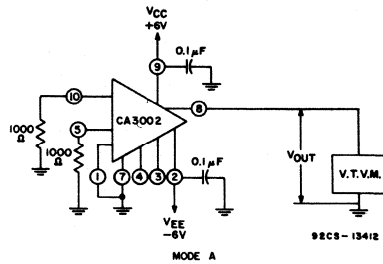 VCC
+6V
0.1µF
9
10
8
CA3002
1000
Ω
5
1000
Ω
VOUT
V.T.V.M.
0.1µF
1
7
4
3
2
VEE
-6V
92CS-13412
MODE A